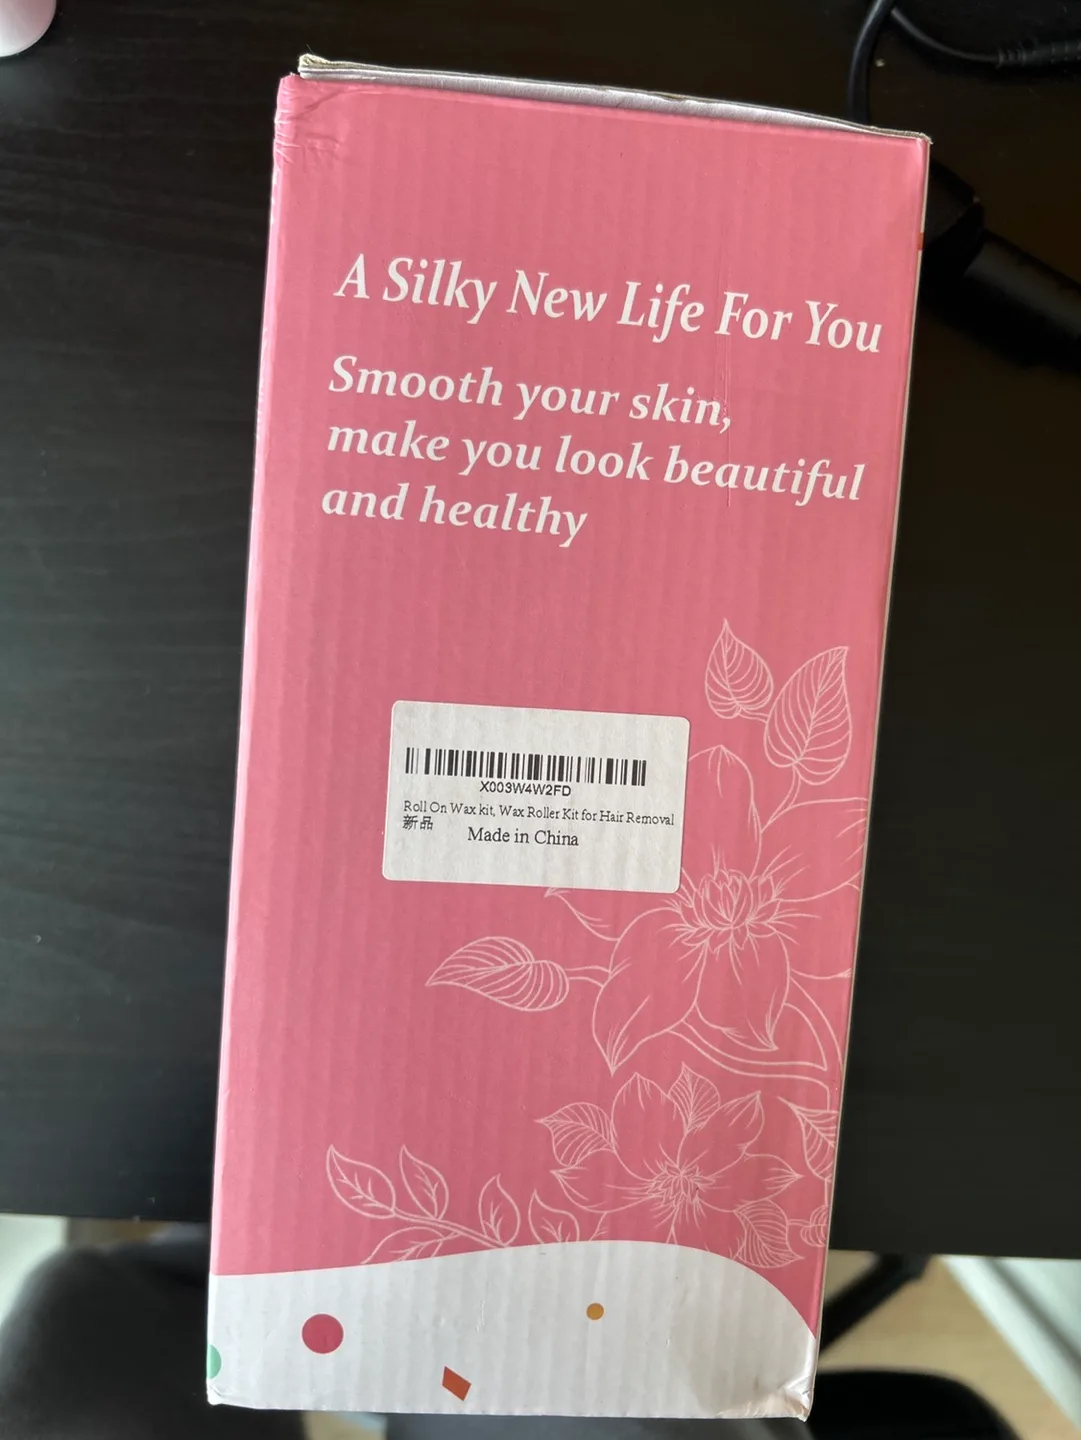 A Silky New Life For You
Smooth your skin,
make you look beautiful
and healthy
X003W4W2FD
Roll On Wax kit, Wax Roller Kit for Hair Removal
新品 Made in China